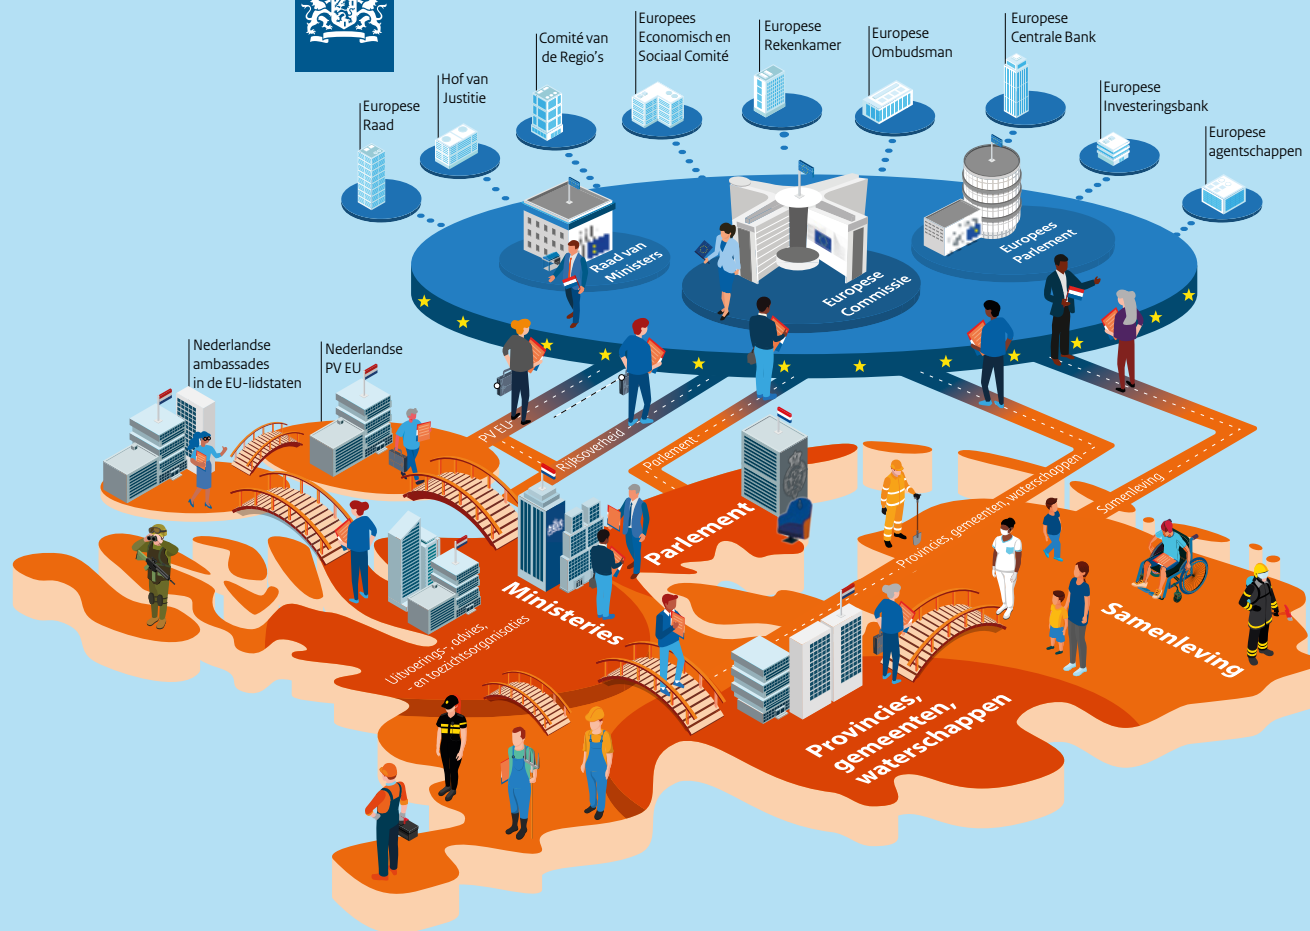 Europese
Raad
Hof van
Justitie
Comité van
de Regio's
Europees
Economisch en
Sociaal Comité
Europese
Rekenkamer
Europese
Ombudsman
Europese
Centrale Bank
Europese
Investeringsbank
Europese
agentschappen
Raad van
Ministers
Europese
Commissie
Europees
Parlement
Nederlandse
ambassades
in de EU-lidstaten
Nederlandse
PV EU
PV EU
Rijksoverheid
Parlement
Provincies, gemeenten, waterschappen
Samenleving
Parlement
Ministeries
Uitvoerings-, advies,
- en toezichtsorganisaties
Samenleving
Provincies,
gemeenten,
waterschappen